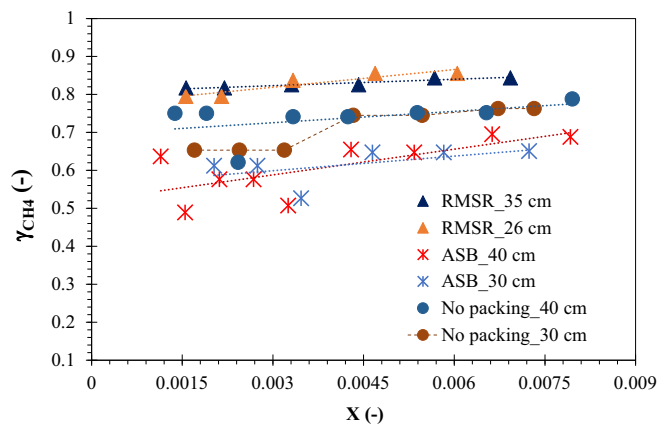 1
0.9
0.8
0.7
0.6
0.5
0.4
0.3
0.2
0.1
γCH4 (-)
RMSR_35 cm
RMSR_26 cm
ASB_40 cm
ASB_30 cm
No packing_40 cm
No packing_30 cm
0 0.0015 0.003 0.0045 0.006 0.0075 0.009
X (-)